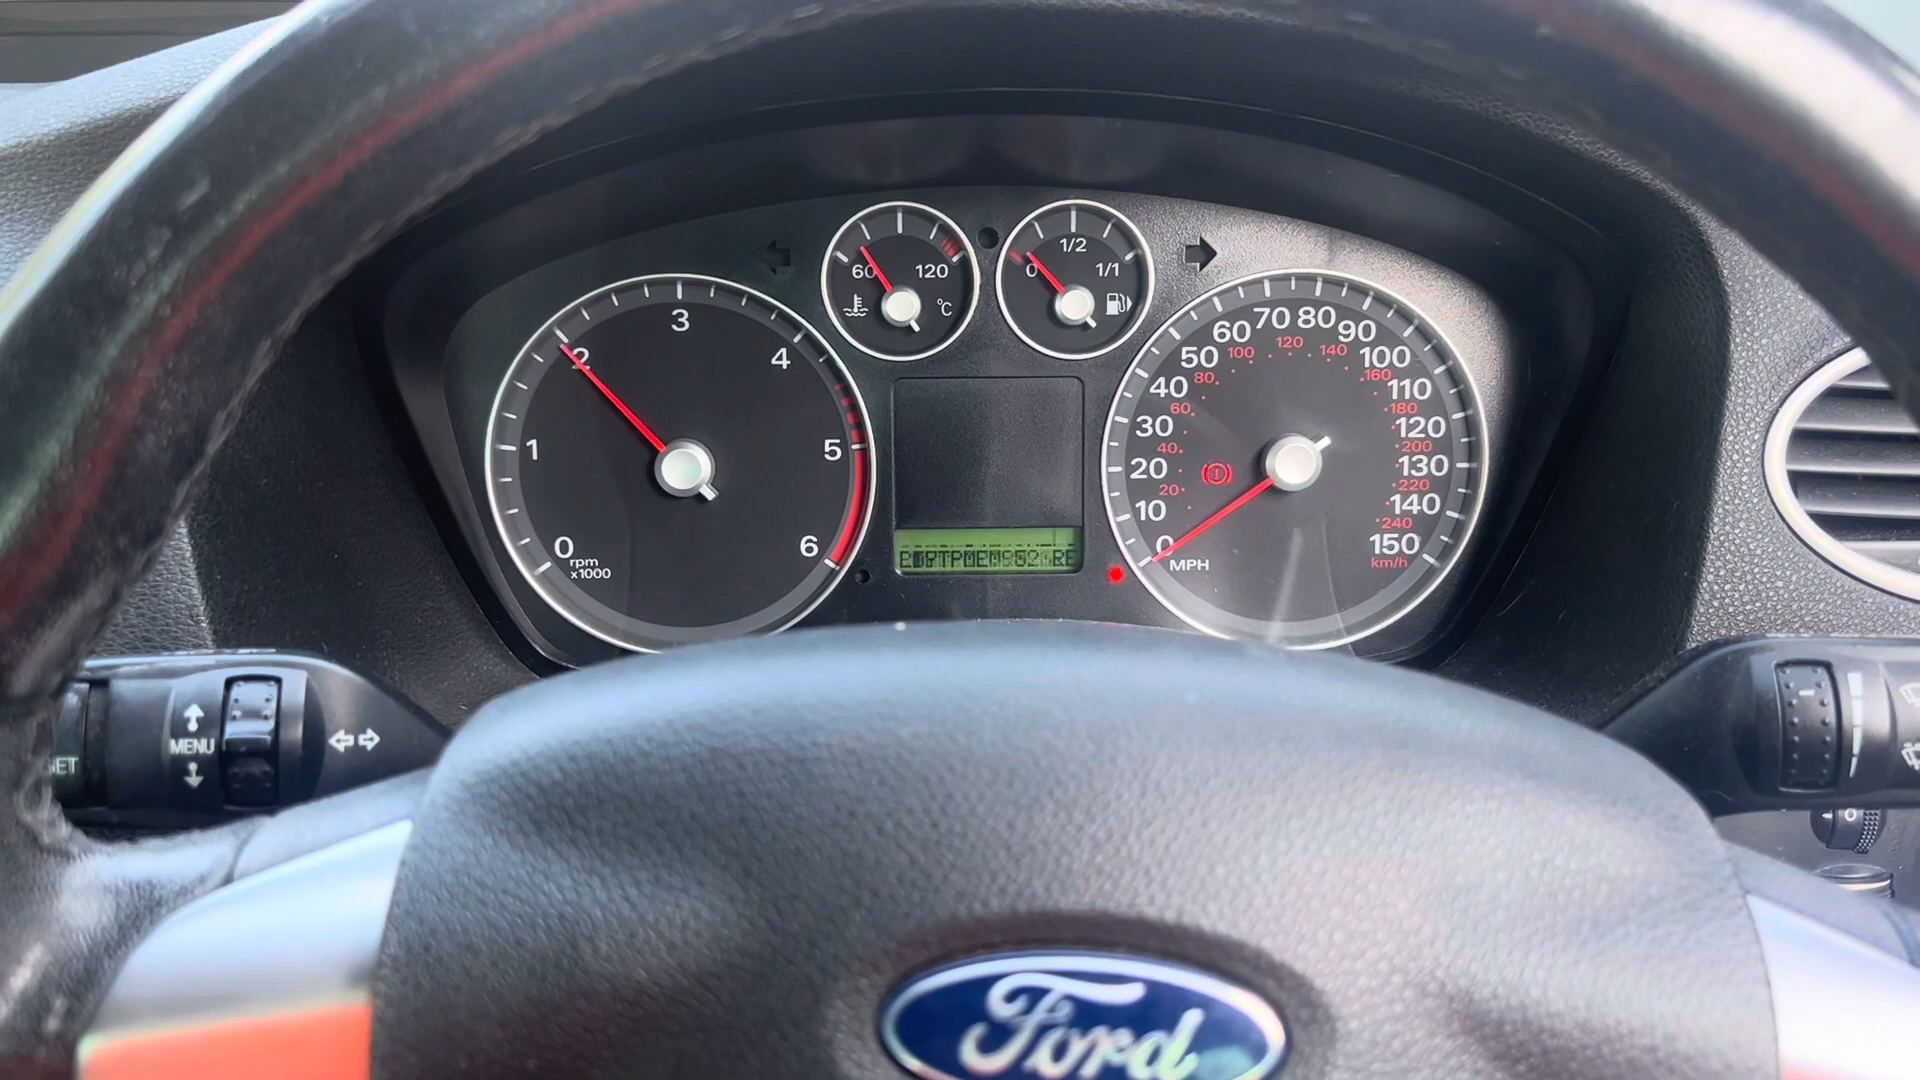 60 120
°C
0 1/2 1/1
0 1 2 3 4 5 6
rpm
x1000
0 10 20 30 40 50 60 70 80 90 100 110 120 130 140 150
20 40 60 80 100 120 140 160 180 200 220 240
MPH
km/h
MENU
0
Ford